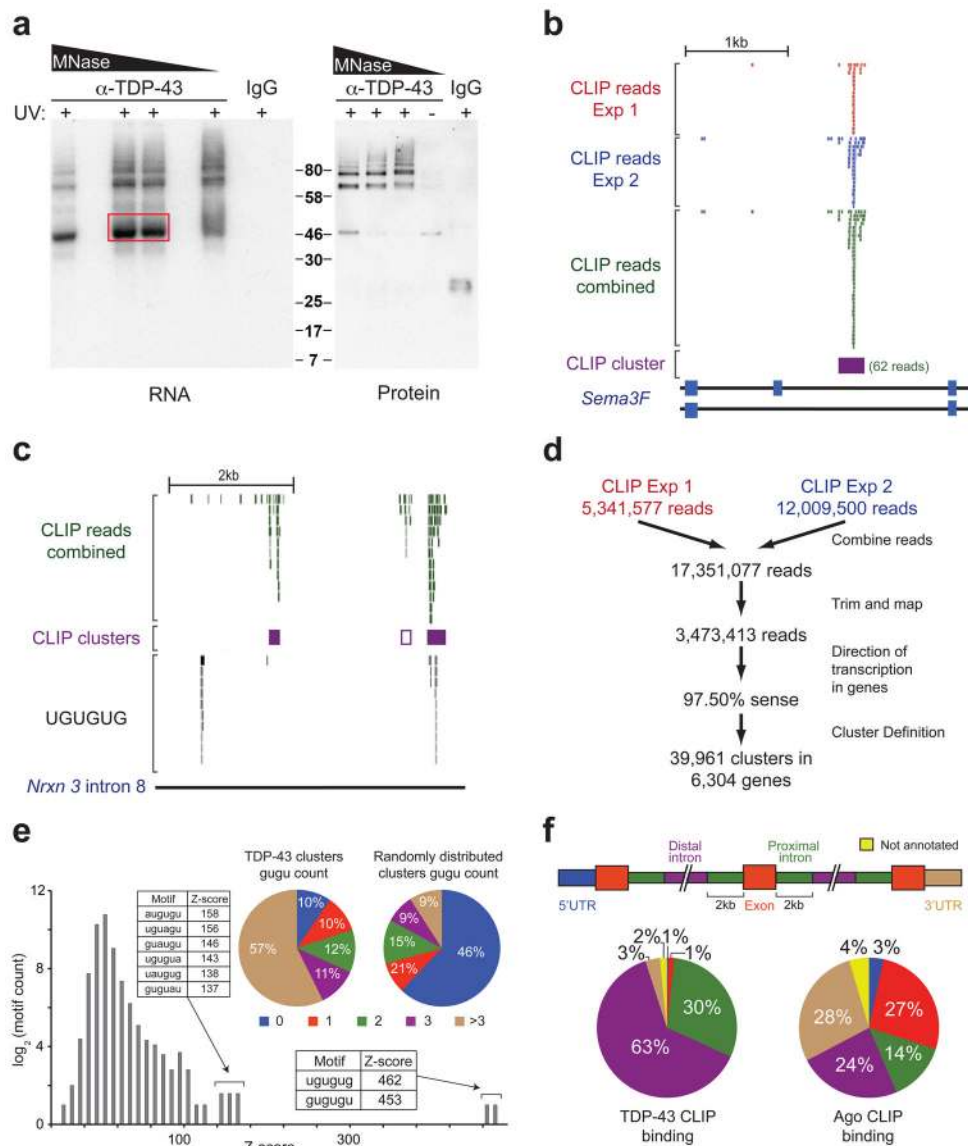 a
MNase
α-TDP-43
IgG
UV: + + + + +
MNase
α-TDP-43
IgG
+ + + - +
80
58
46
30
25
17
7
RNA
Protein
b
1kb
CLIP reads
Exp 1
CLIP reads
Exp 2
CLIP reads
combined
CLIP cluster
(62 reads)
Sema3F
c
2kb
CLIP reads
combined
CLIP clusters
UGUGUG
Nrxn 3 intron 8
d
CLIP Exp 1
5,341,577 reads
CLIP Exp 2
12,009,500 reads
Combine reads
17,351,077 reads
Trim and map
3,473,413 reads
Direction of
transcription
in genes
97.50% sense
Cluster Definition
39,961 clusters in
6,304 genes
e
log2 (motif count)
12
8
4
0
100
300
Motif Z-score
augugu 158
uguagu 156
guaugu 146
ugugua 143
uaugug 138
guguau 137
TDP-43 clusters
gugu count
10%
10%
12%
11%
57%
Randomly distributed
clusters gugu count
9%
9%
15%
21%
46%
0 1 2 3 >3
Motif Z-score
ugugug 462
gugugu 453
f
Distal
intron
Proximal
intron
Not annotated
5'UTR
2kb
Exon
2kb
3'UTR
3%
2%
1%
1%
30%
63%
TDP-43 CLIP
binding
4%
3%
27%
14%
24%
28%
Ago CLIP
binding